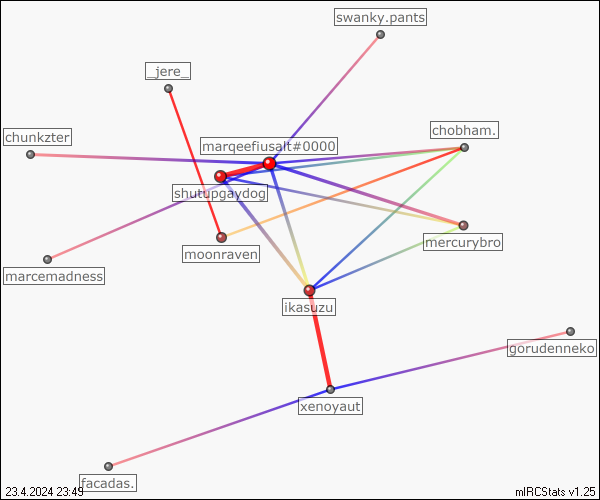 swanky.pants
_jere_
chobham.
chunkzter
marqeefiusalt#0000
shutupgaydog
mercurybro
moonraven
marcemadness
ikasuzu
gorudenneko
xenoyaut
facadas.
23.4.2024 23:49
mIRCStats v1.25